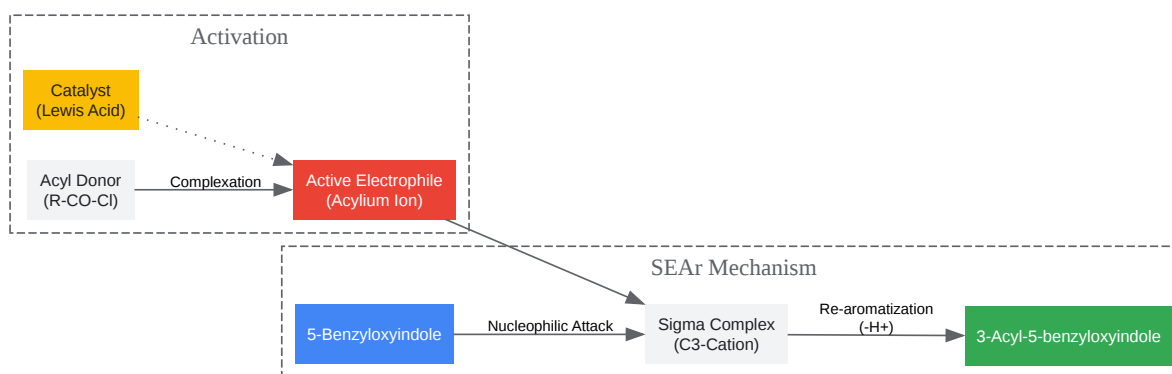 Activation
Catalyst
(Lewis Acid)
Acyl Donor
(R-CO-Cl)
Complexation
Active Electrophile
(Acylium Ion)
SEAr Mechanism
5-Benzyloxyindole
Nucleophilic Attack
Sigma Complex
(C3-Cation)
Re-aromatization
(-H+)
3-Acyl-5-benzyloxyindole